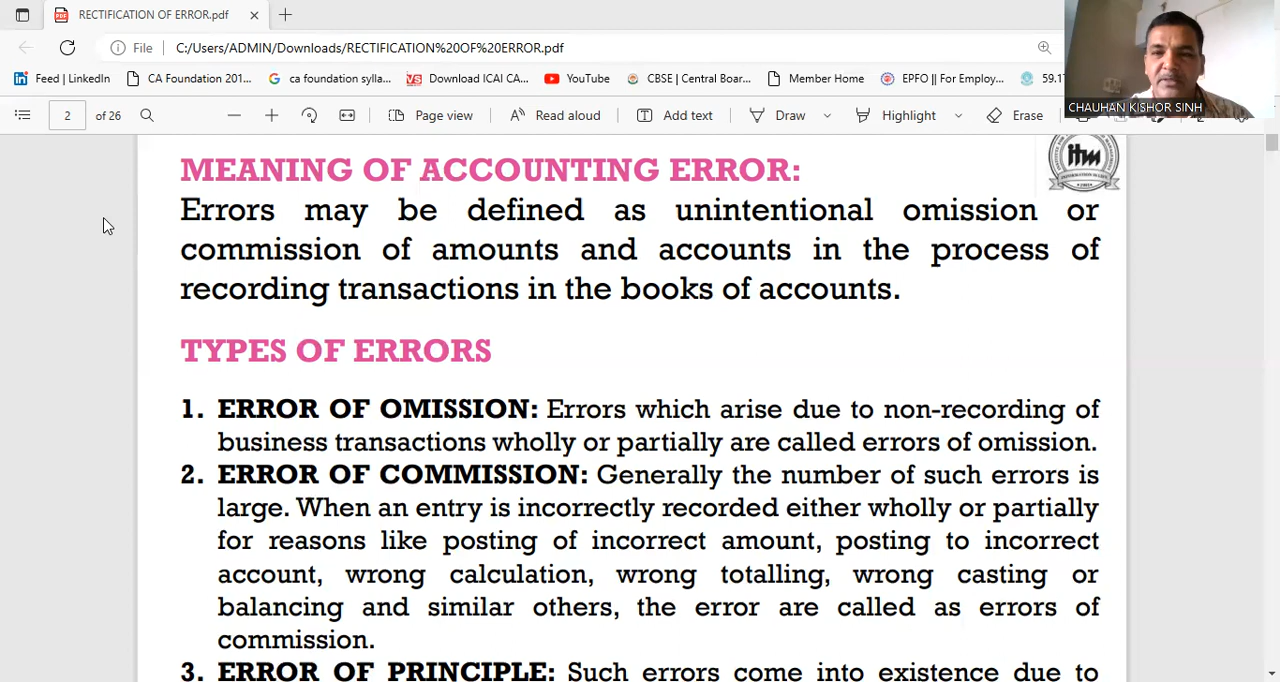 RECTIFICATION OF ERROR.pdf
File C:/Users/ADMIN/Downloads/RECTIFICATION%20OF%20ERROR.pdf
Feed | LinkedIn CA Foundation 201... ca foundation sylla... Download ICAI CA... YouTube CBSE | Central Boar... Member Home EPFO || For Employ... 59.1
CHAUHAN KISHOR SINH
2 of 26 Page view Read aloud Add text Draw Highlight Erase
itm
MEANING OF ACCOUNTING ERROR:
Errors may be defined as unintentional omission or
commission of amounts and accounts in the process of
recording transactions in the books of accounts.
TYPES OF ERRORS
1. ERROR OF OMISSION: Errors which arise due to non-recording of
business transactions wholly or partially are called errors of omission.
2. ERROR OF COMMISSION: Generally the number of such errors is
large. When an entry is incorrectly recorded either wholly or partially
for reasons like posting of incorrect amount, posting to incorrect
account, wrong calculation, wrong totalling, wrong casting or
balancing and similar others, the error are called as errors of
commission.
3. ERROR OF PRINCIPLE: Such errors come into existence due to